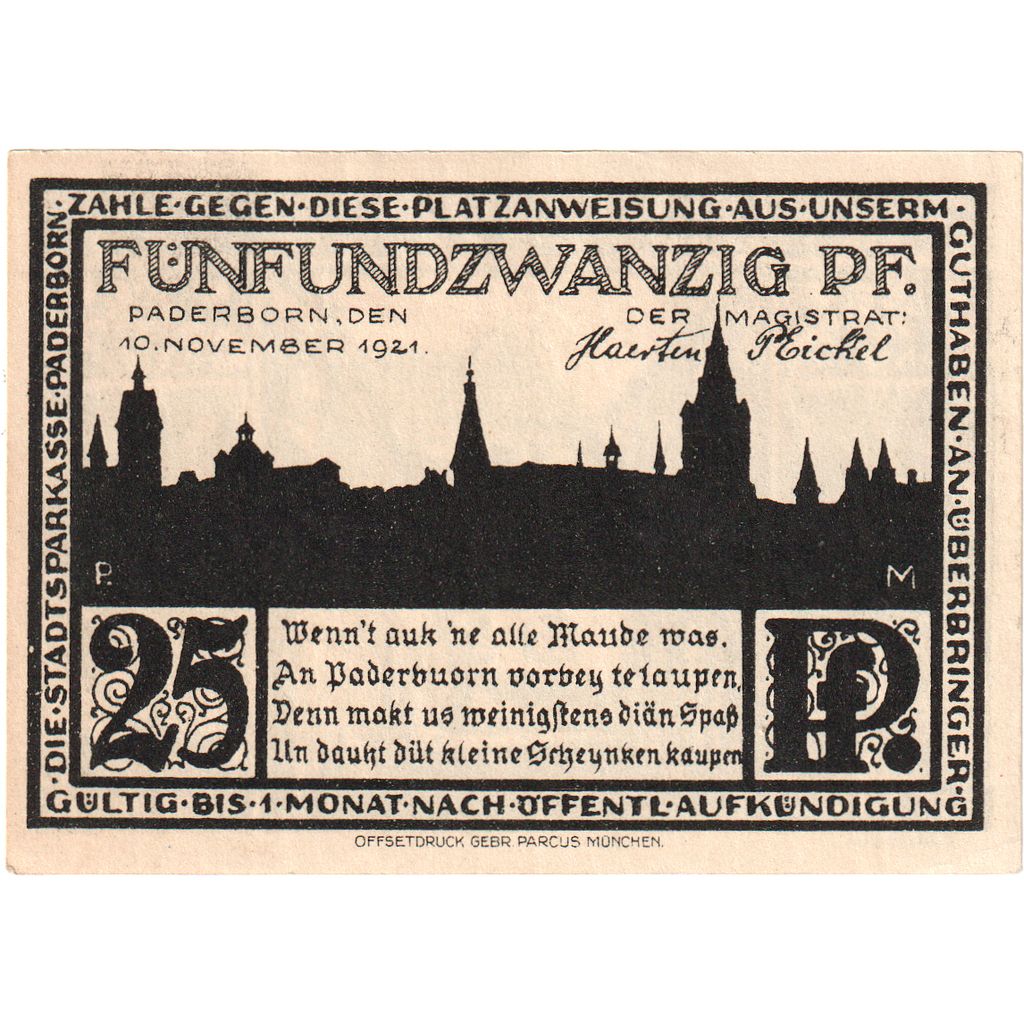 DIE·STADTSPARKASSE·PADERBORN·
ZAHLE·GEGEN·DIESE·PLATZANWEISUNG·AUS·UNSERM·
GUTHABEN·AN·ÜBERBRINGER·
GÜLTIG·BIS·1·MONAT·NACH·ÖFFENTL·AUFKÜNDIGUNG
FÜNFUNDZWANZIG PF.
PADERBORN, DEN
10. NOVEMBER 1921.
DER MAGISTRAT:
Haerten PEickel
P. M
25
Wenn't auk 'ne alle Maude was.
An Paderbuorn vorbey te laupen,
Denn makt us weinigstens diän Spaß
Un dauht düt kleine Scheynken kaupen
Pf.
OFFSETDRUCK GEBR. PARCUS MÜNCHEN.